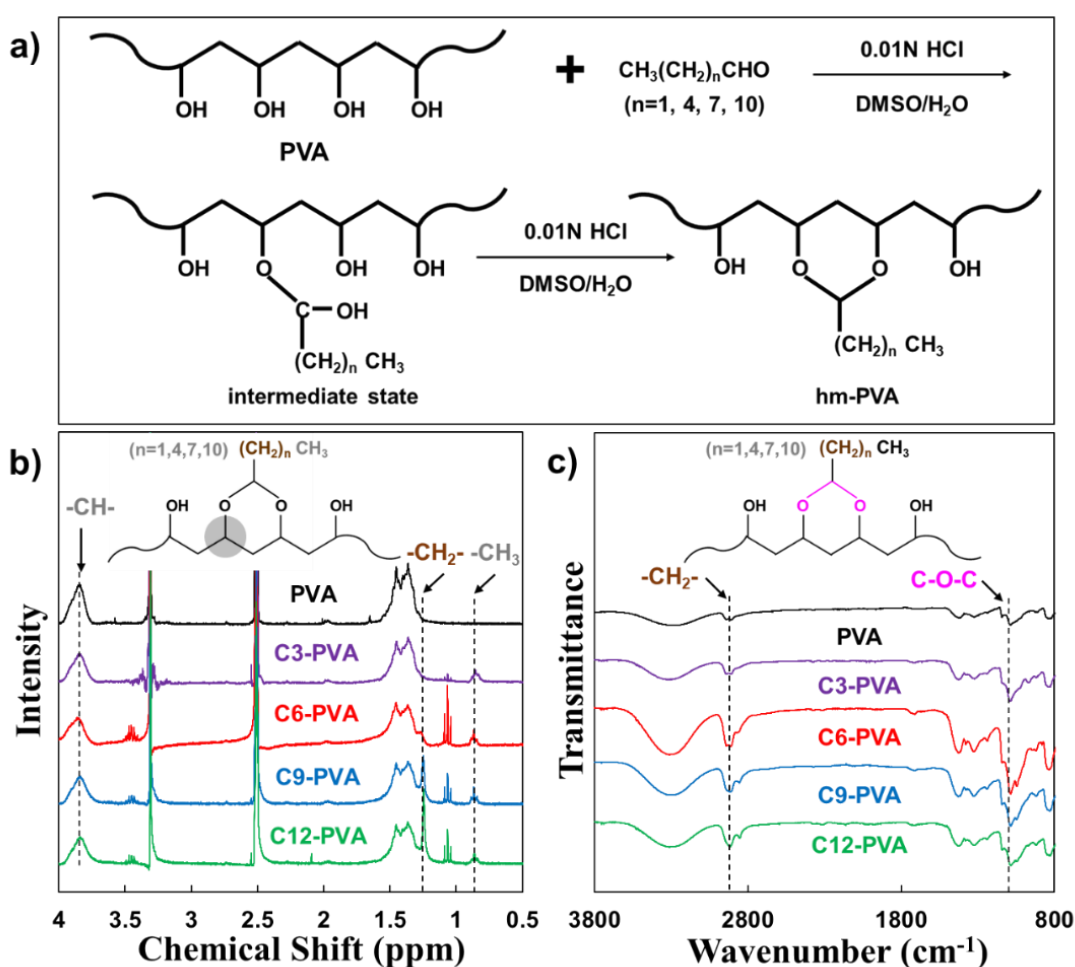 a)
OH OH OH OH
PVA
+
CH₃(CH₂)ₙCHO
(n=1, 4, 7, 10)
0.01N HCl
DMSO/H₂O
OH O OH OH
C–OH
(CH₂)ₙ CH₃
intermediate state
0.01N HCl
DMSO/H₂O
OH O O OH
(CH₂)ₙ CH₃
hm-PVA
b)
(n=1,4,7,10) (CH₂)ₙ CH₃
-CH-
OH O O OH
-CH₂- -CH₃
PVA
C3-PVA
C6-PVA
C9-PVA
C12-PVA
Intensity
4 3.5 3 2.5 2 1.5 1 0.5
Chemical Shift (ppm)
c)
(n=1,4,7,10) (CH₂)ₙ CH₃
OH O O OH
-CH₂-
C-O-C
PVA
C3-PVA
C6-PVA
C9-PVA
C12-PVA
Transmittance
3800 2800 1800 800
Wavenumber (cm⁻¹)